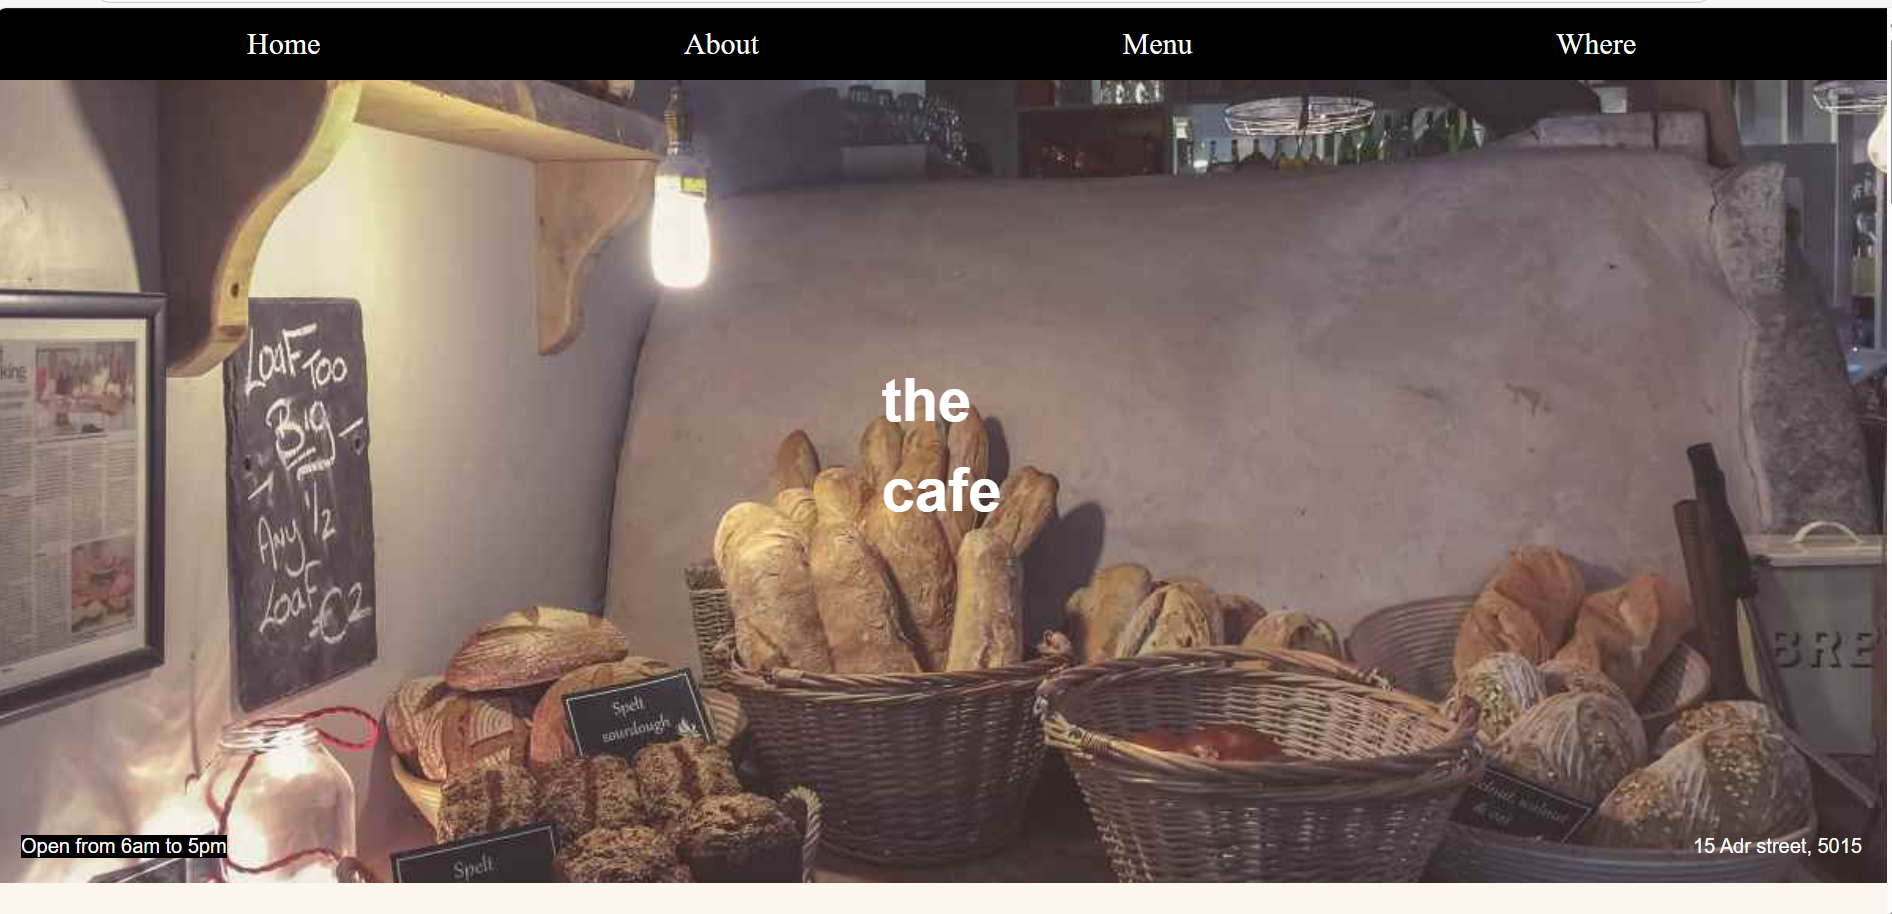 Home About Menu Where
Loaf Too
Big
Any 1/2
Loaf €2
king
the
cafe
BRE
Spelt
sourdough
Spelt
Open from 6am to 5pm
15 Adr street, 5015